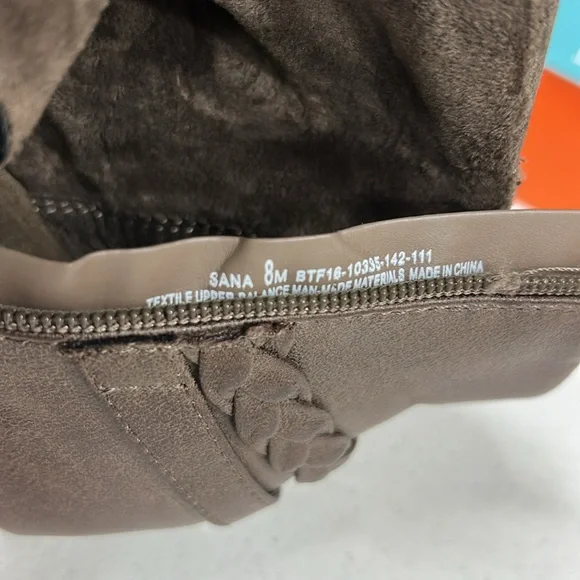 SANA 8M BTF16-10335-142-111
TEXTILE UPPER BALANCE MAN-MADE MATERIALS MADE IN CHINA